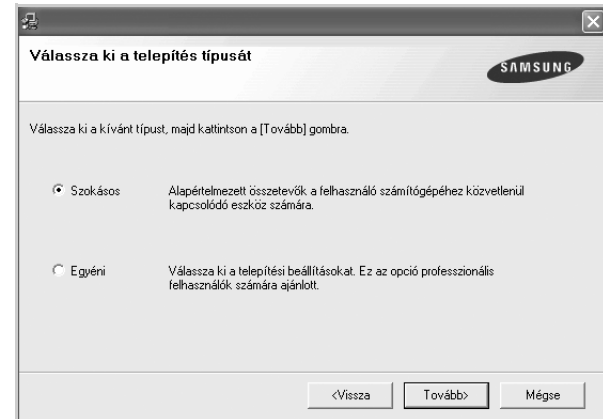 Válassza ki a telepítés típusát
SAMSUNG
Válassza ki a kívánt típust, majd kattintson a [Tovább] gombra.
Szokásos
Alapértelmezett összetevők a felhasználó számítógépéhez közvetlenül
kapcsolódó eszköz számára.
Egyéni
Válassza ki a telepítési beállításokat. Ez az opció professzionális
felhasználók számára ajánlott.
<Vissza
Tovább>
Mégse